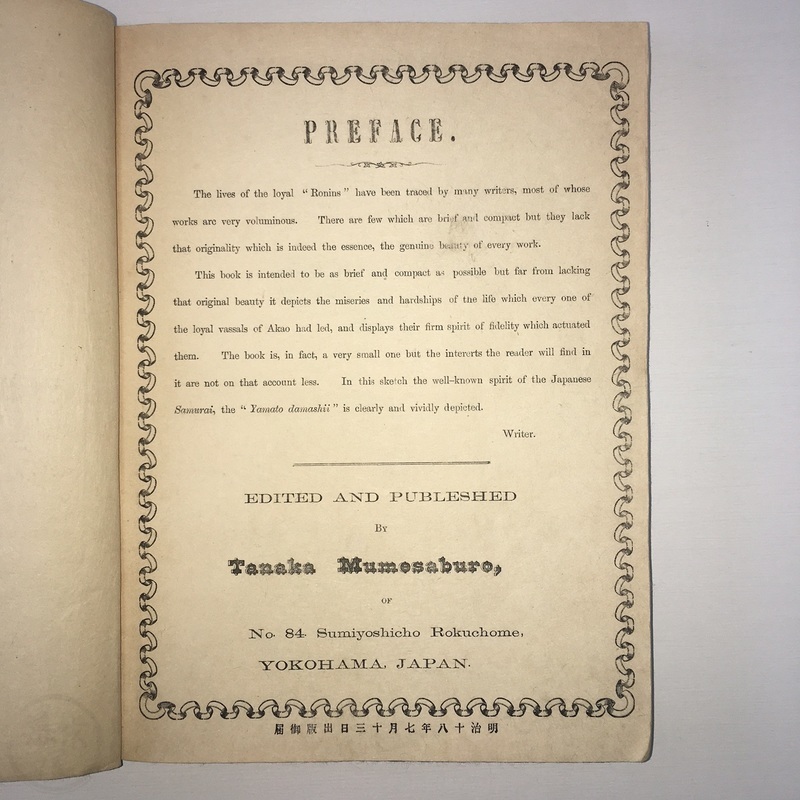 PREFACE.
The lives of the loyal “ Ronins ” have been traced by many writers, most of whose
works are very voluminous. There are few which are brief and compact but they lack
that originality which is indeed the essence, the genuine beauty of every work.
This book is intended to be as brief and compact as possible but far from lacking
that original beauty it depicts the miseries and hardships of the life which every one of
the loyal vassals of Akao had led, and displays their firm spirit of fidelity which actuated
them. The book is, in fact, a very small one but the intererts the reader will find in
it are not on that account less. In this sketch the well-known spirit of the Japanese
Samurai, the “ Yamato damashii ” is clearly and vividly depicted.
Writer.
EDITED AND PUBLESHED
By
Tanaka Mumesaburo,
OF
No. 84. Sumiyoshicho Rokuchome,
YOKOHAMA, JAPAN.
届御版出日三十月七年八十治明